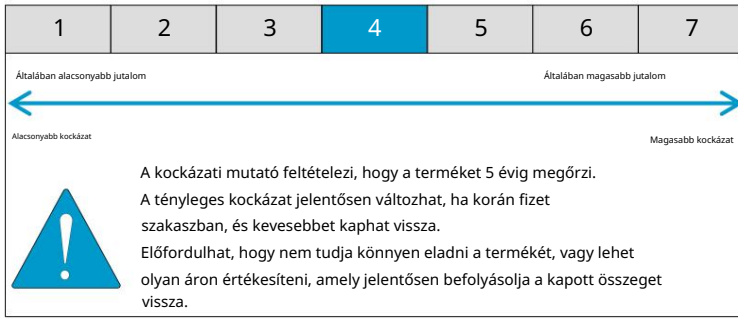 1 2 3 4 5 6 7
Általában alacsonyabb jutalom Általában magasabb jutalom
Alacsonyabb kockázat Magasabb kockázat
A kockázati mutató feltételezi, hogy a terméket 5 évig megőrzi.
A tényleges kockázat jelentősen változhat, ha korán fizet
szakaszban, és kevesebbet kaphat vissza.
Előfordulhat, hogy nem tudja könnyen eladni a termékét, vagy lehet
olyan áron értékesíteni, amely jelentősen befolyásolja a kapott összeget
vissza.